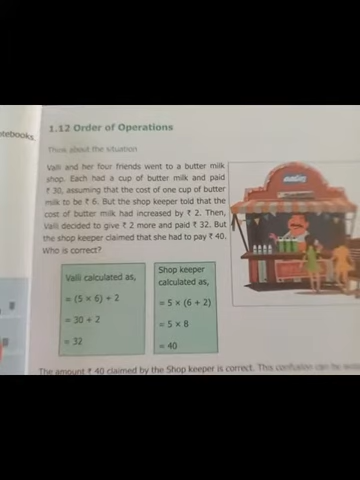 otebooks.
1.12 Order of Operations
Think about the situation
Valli and her four friends went to a butter milk
shop. Each had a cup of butter milk and paid
₹ 30, assuming that the cost of one cup of butter
milk to be ₹ 6. But the shop keeper told that the
cost of butter milk had increased by ₹ 2. Then,
Valli decided to give ₹ 2 more and paid ₹ 32. But
the shop keeper claimed that she had to pay ₹ 40.
Who is correct?
Valli calculated as,
= (5 × 6) + 2
= 30 + 2
= 32
Shop keeper
calculated as,
= 5 × (6 + 2)
= 5 × 8
= 40
The amount ₹ 40 claimed by the Shop keeper is correct. This confusion can be